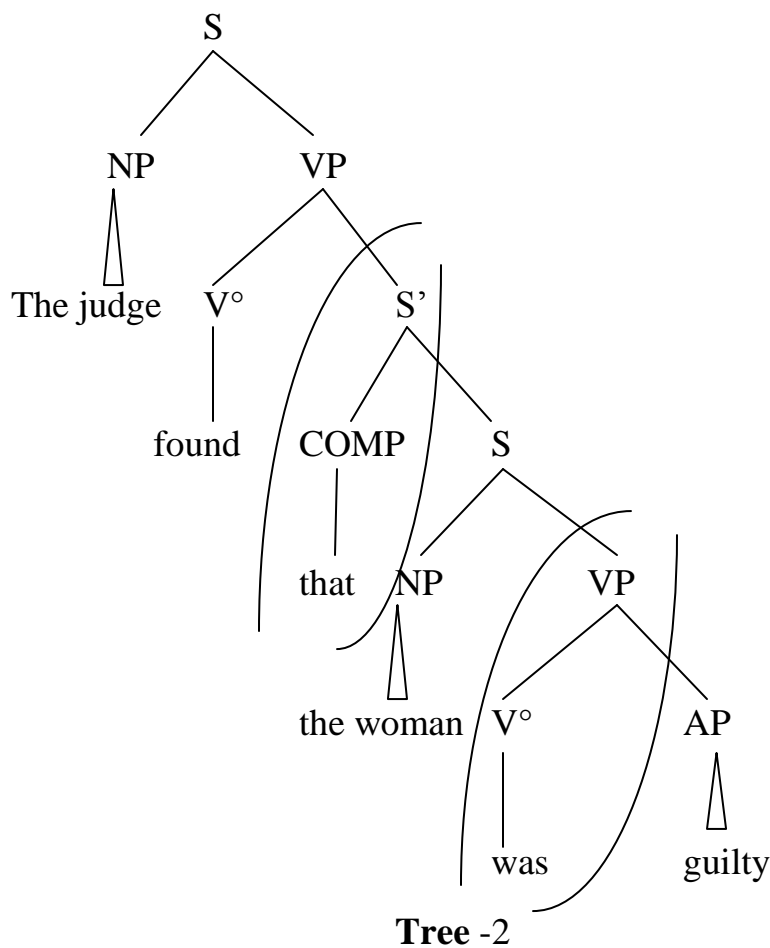 S
NP VP
The judge V° S’
found COMP S
that NP VP
the woman V° AP
was guilty
Tree -2